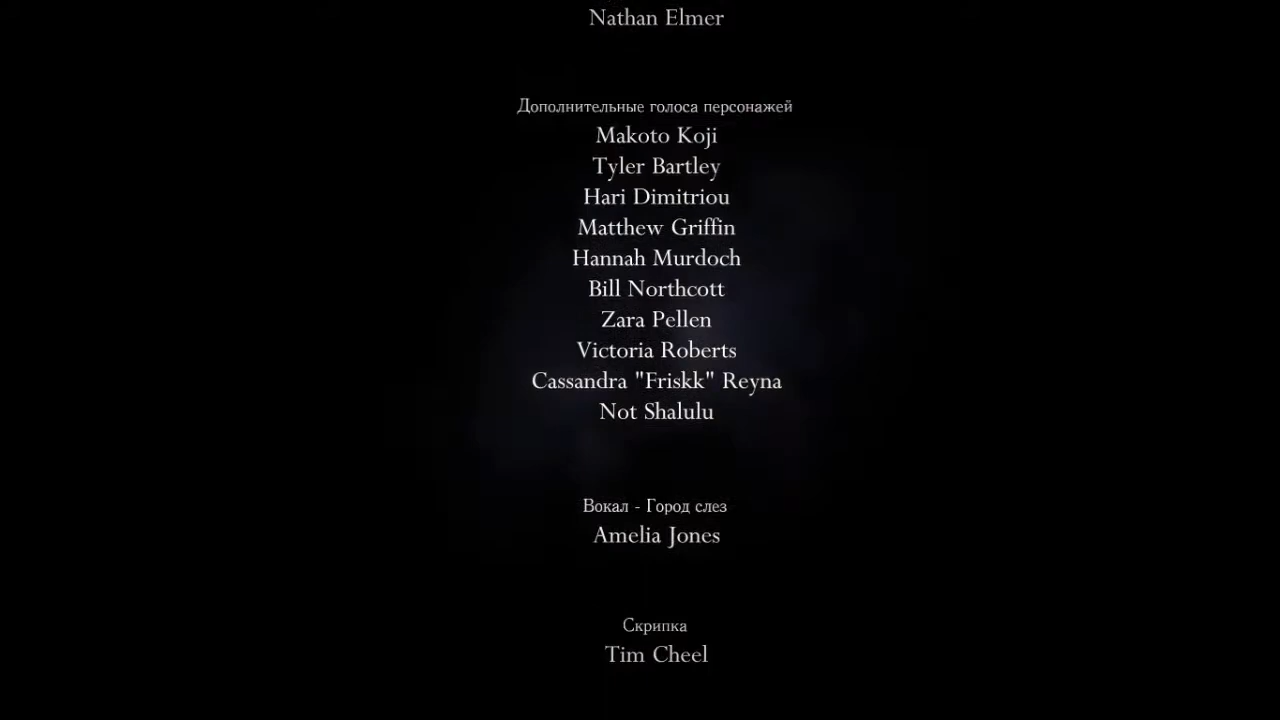 Nathan Elmer
Дополнительные голоса персонажей
Makoto Koji
Tyler Bartley
Hari Dimitriou
Matthew Griffin
Hannah Murdoch
Bill Northcott
Zara Pellen
Victoria Roberts
Cassandra "Friskk" Reyna
Not Shalulu
Вокал - Город слез
Amelia Jones
Скрипка
Tim Cheel